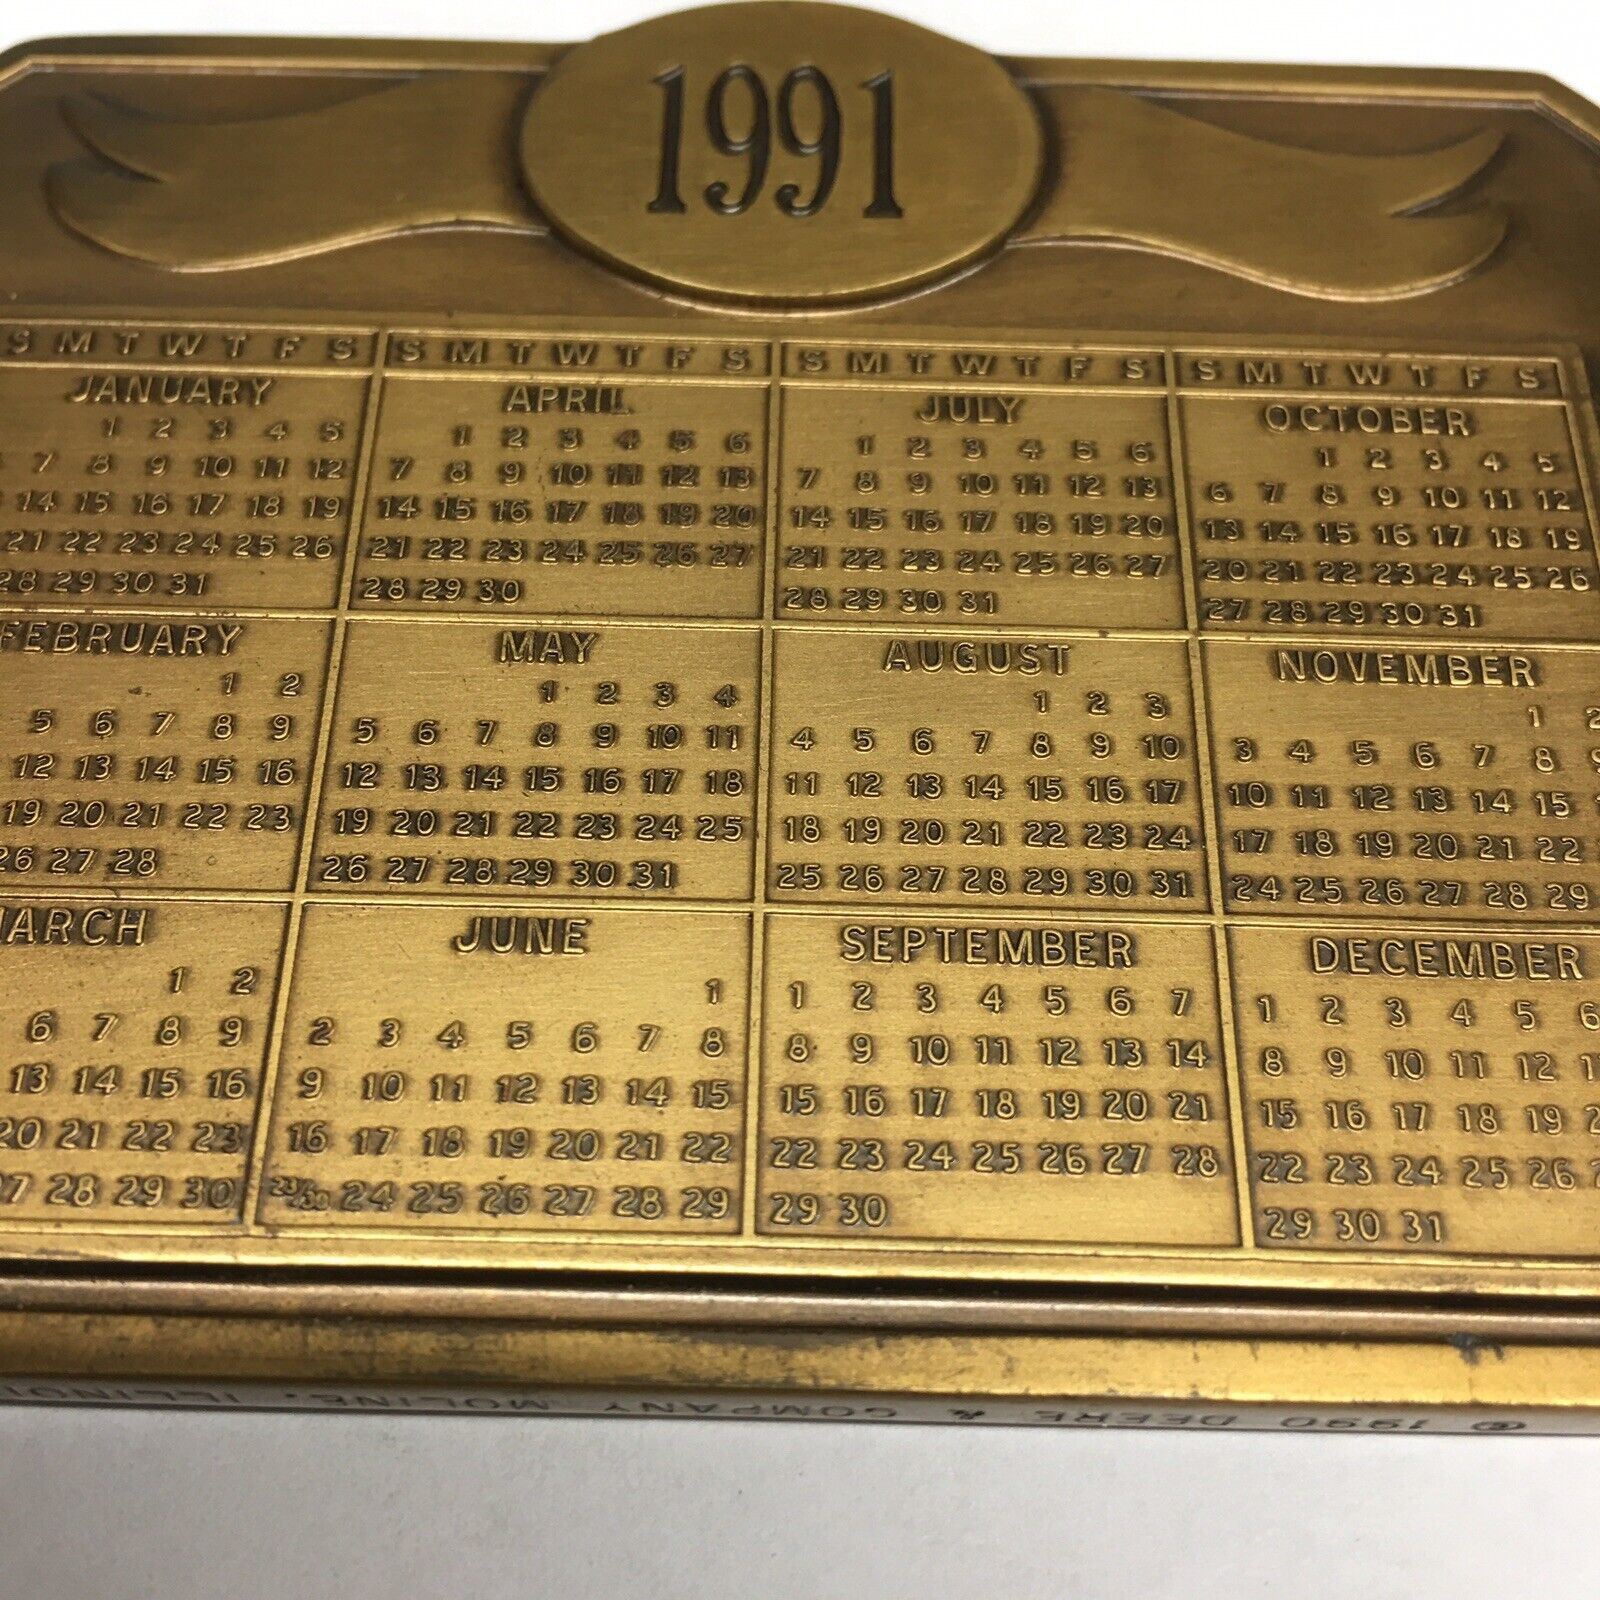 1991
S M T W T F S
JANUARY
1 2 3 4 5
7 8 9 10 11 12
14 15 16 17 18 19
21 22 23 24 25 26
28 29 30 31
FEBRUARY
1 2
5 6 7 8 9
12 13 14 15 16
19 20 21 22 23
26 27 28
MARCH
1 2
6 7 8 9
13 14 15 16
20 21 22 23
28 29 30
S M T W T F S
APRIL
1 2 3 4 5 6
7 8 9 10 11 12 13
14 15 16 17 18 19 20
21 22 23 24 25 26 27
28 29 30
MAY
1 2 3 4
5 6 7 8 9 10 11
12 13 14 15 16 17 18
19 20 21 22 23 24 25
26 27 28 29 30 31
JUNE
1
2 3 4 5 6 7 8
9 10 11 12 13 14 15
16 17 18 19 20 21 22
23/30 24 25 26 27 28 29
S M T W T F S
JULY
1 2 3 4 5 6
7 8 9 10 11 12 13
14 15 16 17 18 19 20
21 22 23 24 25 26 27
28 29 30 31
AUGUST
1 2 3
4 5 6 7 8 9 10
11 12 13 14 15 16 17
18 19 20 21 22 23 24
25 26 27 28 29 30 31
SEPTEMBER
1 2 3 4 5 6 7
8 9 10 11 12 13 14
15 16 17 18 19 20 21
22 23 24 25 26 27 28
29 30
S M T W T F S
OCTOBER
1 2 3 4 5
6 7 8 9 10 11 12
13 14 15 16 17 18 19
20 21 22 23 24 25 26
27 28 29 30 31
NOVEMBER
1 2
3 4 5 6 7 8 9
10 11 12 13 14 15
17 18 19 20 21 22
24 25 26 27 28 29
DECEMBER
1 2 3 4 5 6
8 9 10 11 12
15 16 17 18 19
22 23 24 25 26
29 30 31
© 1990 DEERE & COMPANY MOLINE, ILLINOI